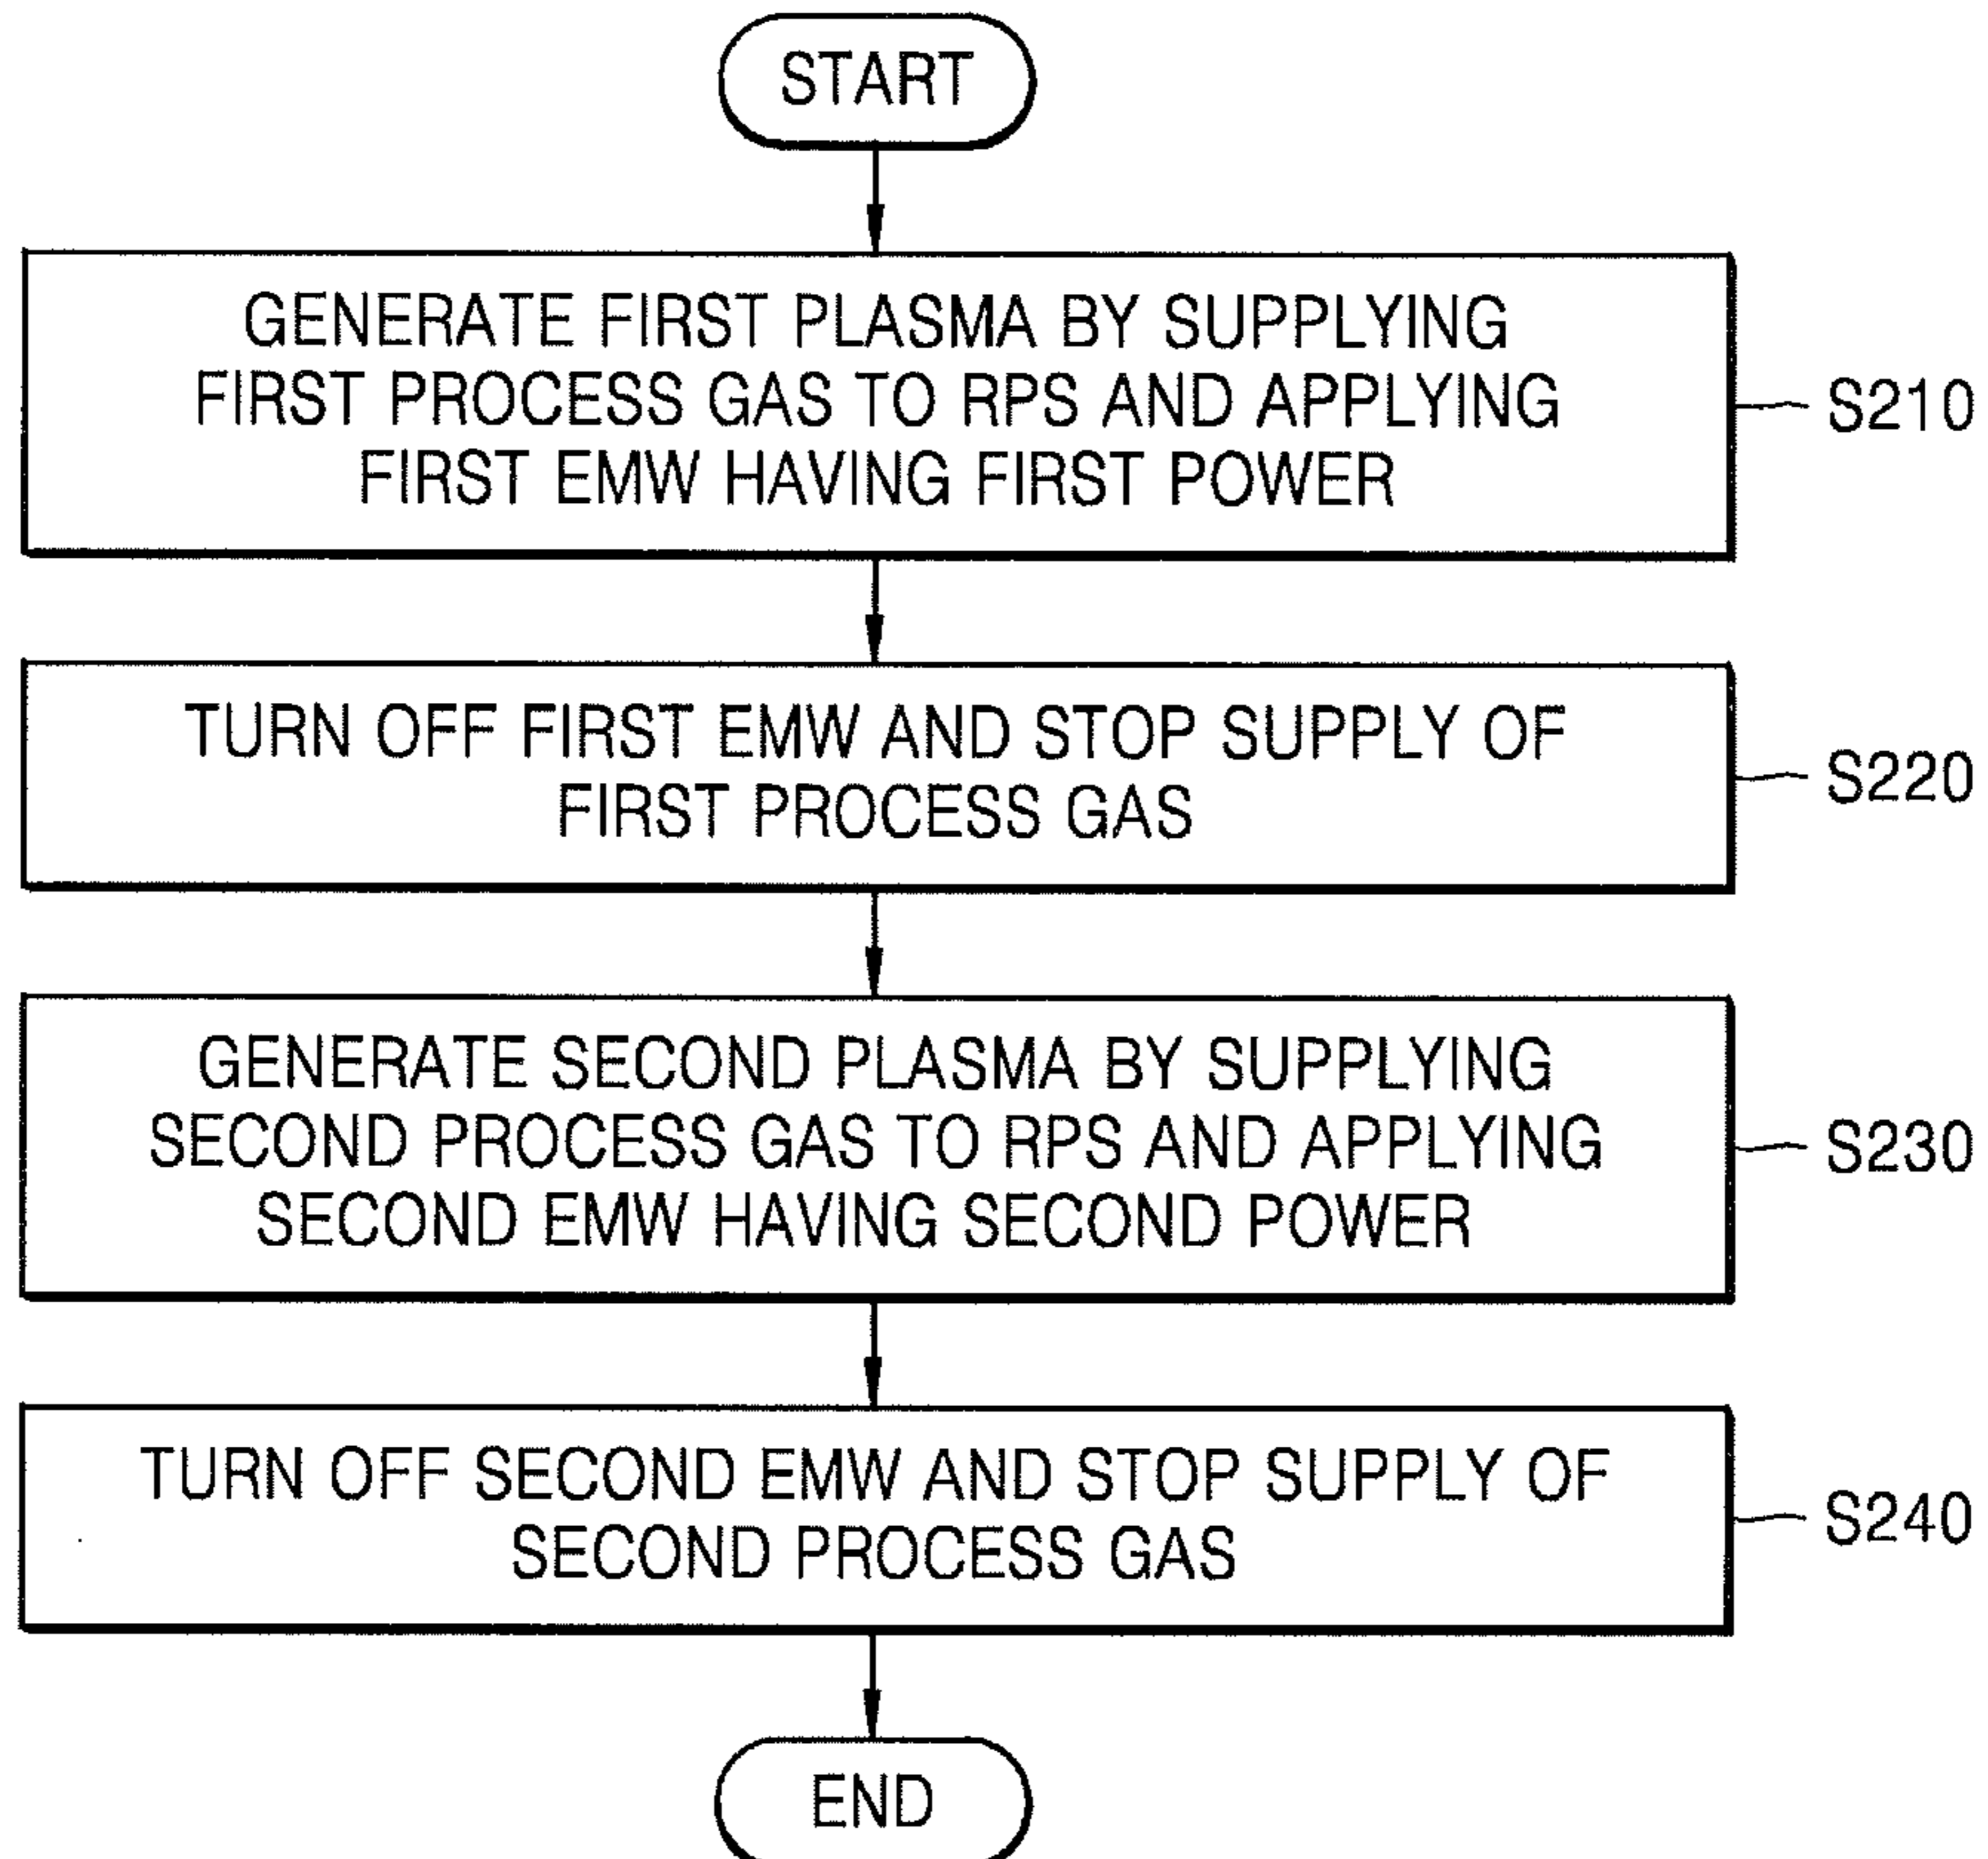 START
GENERATE FIRST PLASMA BY SUPPLYING
FIRST PROCESS GAS TO RPS AND APPLYING
FIRST EMW HAVING FIRST POWER
S210
TURN OFF FIRST EMW AND STOP SUPPLY OF
FIRST PROCESS GAS
S220
GENERATE SECOND PLASMA BY SUPPLYING
SECOND PROCESS GAS TO RPS AND APPLYING
SECOND EMW HAVING SECOND POWER
S230
TURN OFF SECOND EMW AND STOP SUPPLY OF
SECOND PROCESS GAS
S240
END